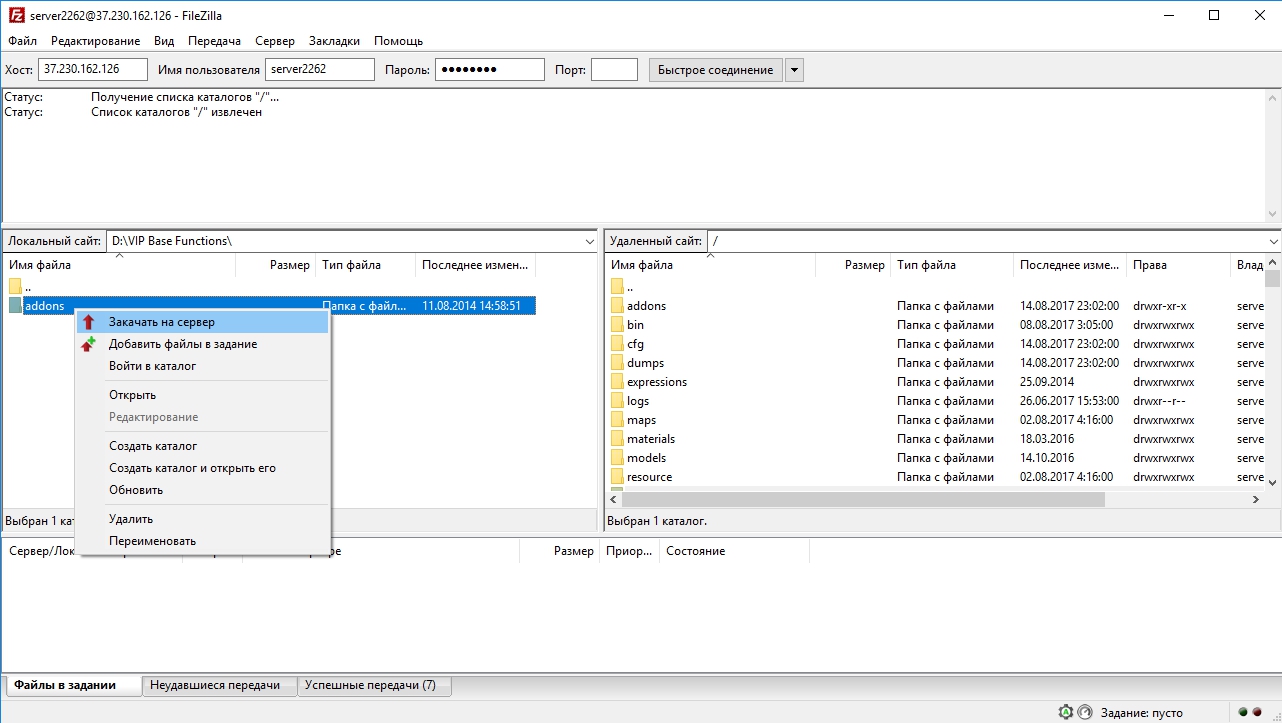 server2262@37.230.162.126 - FileZilla
Файл Редактирование Вид Передача Сервер Закладки Помощь
Хост: 37.230.162.126 Имя пользователя server2262 Пароль: ●●●●●●●● Порт: Быстрое соединение
Статус: Получение списка каталогов "/"...
Статус: Список каталогов "/" извлечен
Локальный сайт: D:\VIP Base Functions\
Имя файла Размер Тип файла Последнее измен...
..
addons Папка с файл... 11.08.2014 14:58:51
Закачать на сервер
Добавить файлы в задание
Войти в каталог
Открыть
Редактирование
Создать каталог
Создать каталог и открыть его
Обновить
Удалить
Переименовать
Выбран 1 кат
Удаленный сайт: /
Имя файла Размер Тип файла Последнее изме... Права Влад
..
addons Папка с файлами 14.08.2017 23:02:00 drwxr-xr-x serve
bin Папка с файлами 08.08.2017 3:05:00 drwxrwxrwx serve
cfg Папка с файлами 14.08.2017 23:02:00 drwxrwxrwx serve
dumps Папка с файлами 14.08.2017 23:02:00 drwxrwxrwx serve
expressions Папка с файлами 25.09.2014 drwxrwxrwx serve
logs Папка с файлами 26.06.2017 15:53:00 drwxr--r-- serve
maps Папка с файлами 02.08.2017 4:16:00 drwxrwxrwx serve
materials Папка с файлами 18.03.2016 drwxrwxrwx serve
models Папка с файлами 14.10.2016 drwxrwxrwx serve
resource Папка с файлами 02.08.2017 4:16:00 drwxrwxrwx serve
Выбран 1 каталог.
Сервер/Лок ре Размер Приор... Состояние
Файлы в задании Неудавшиеся передачи Успешные передачи (7)
Задание: пусто